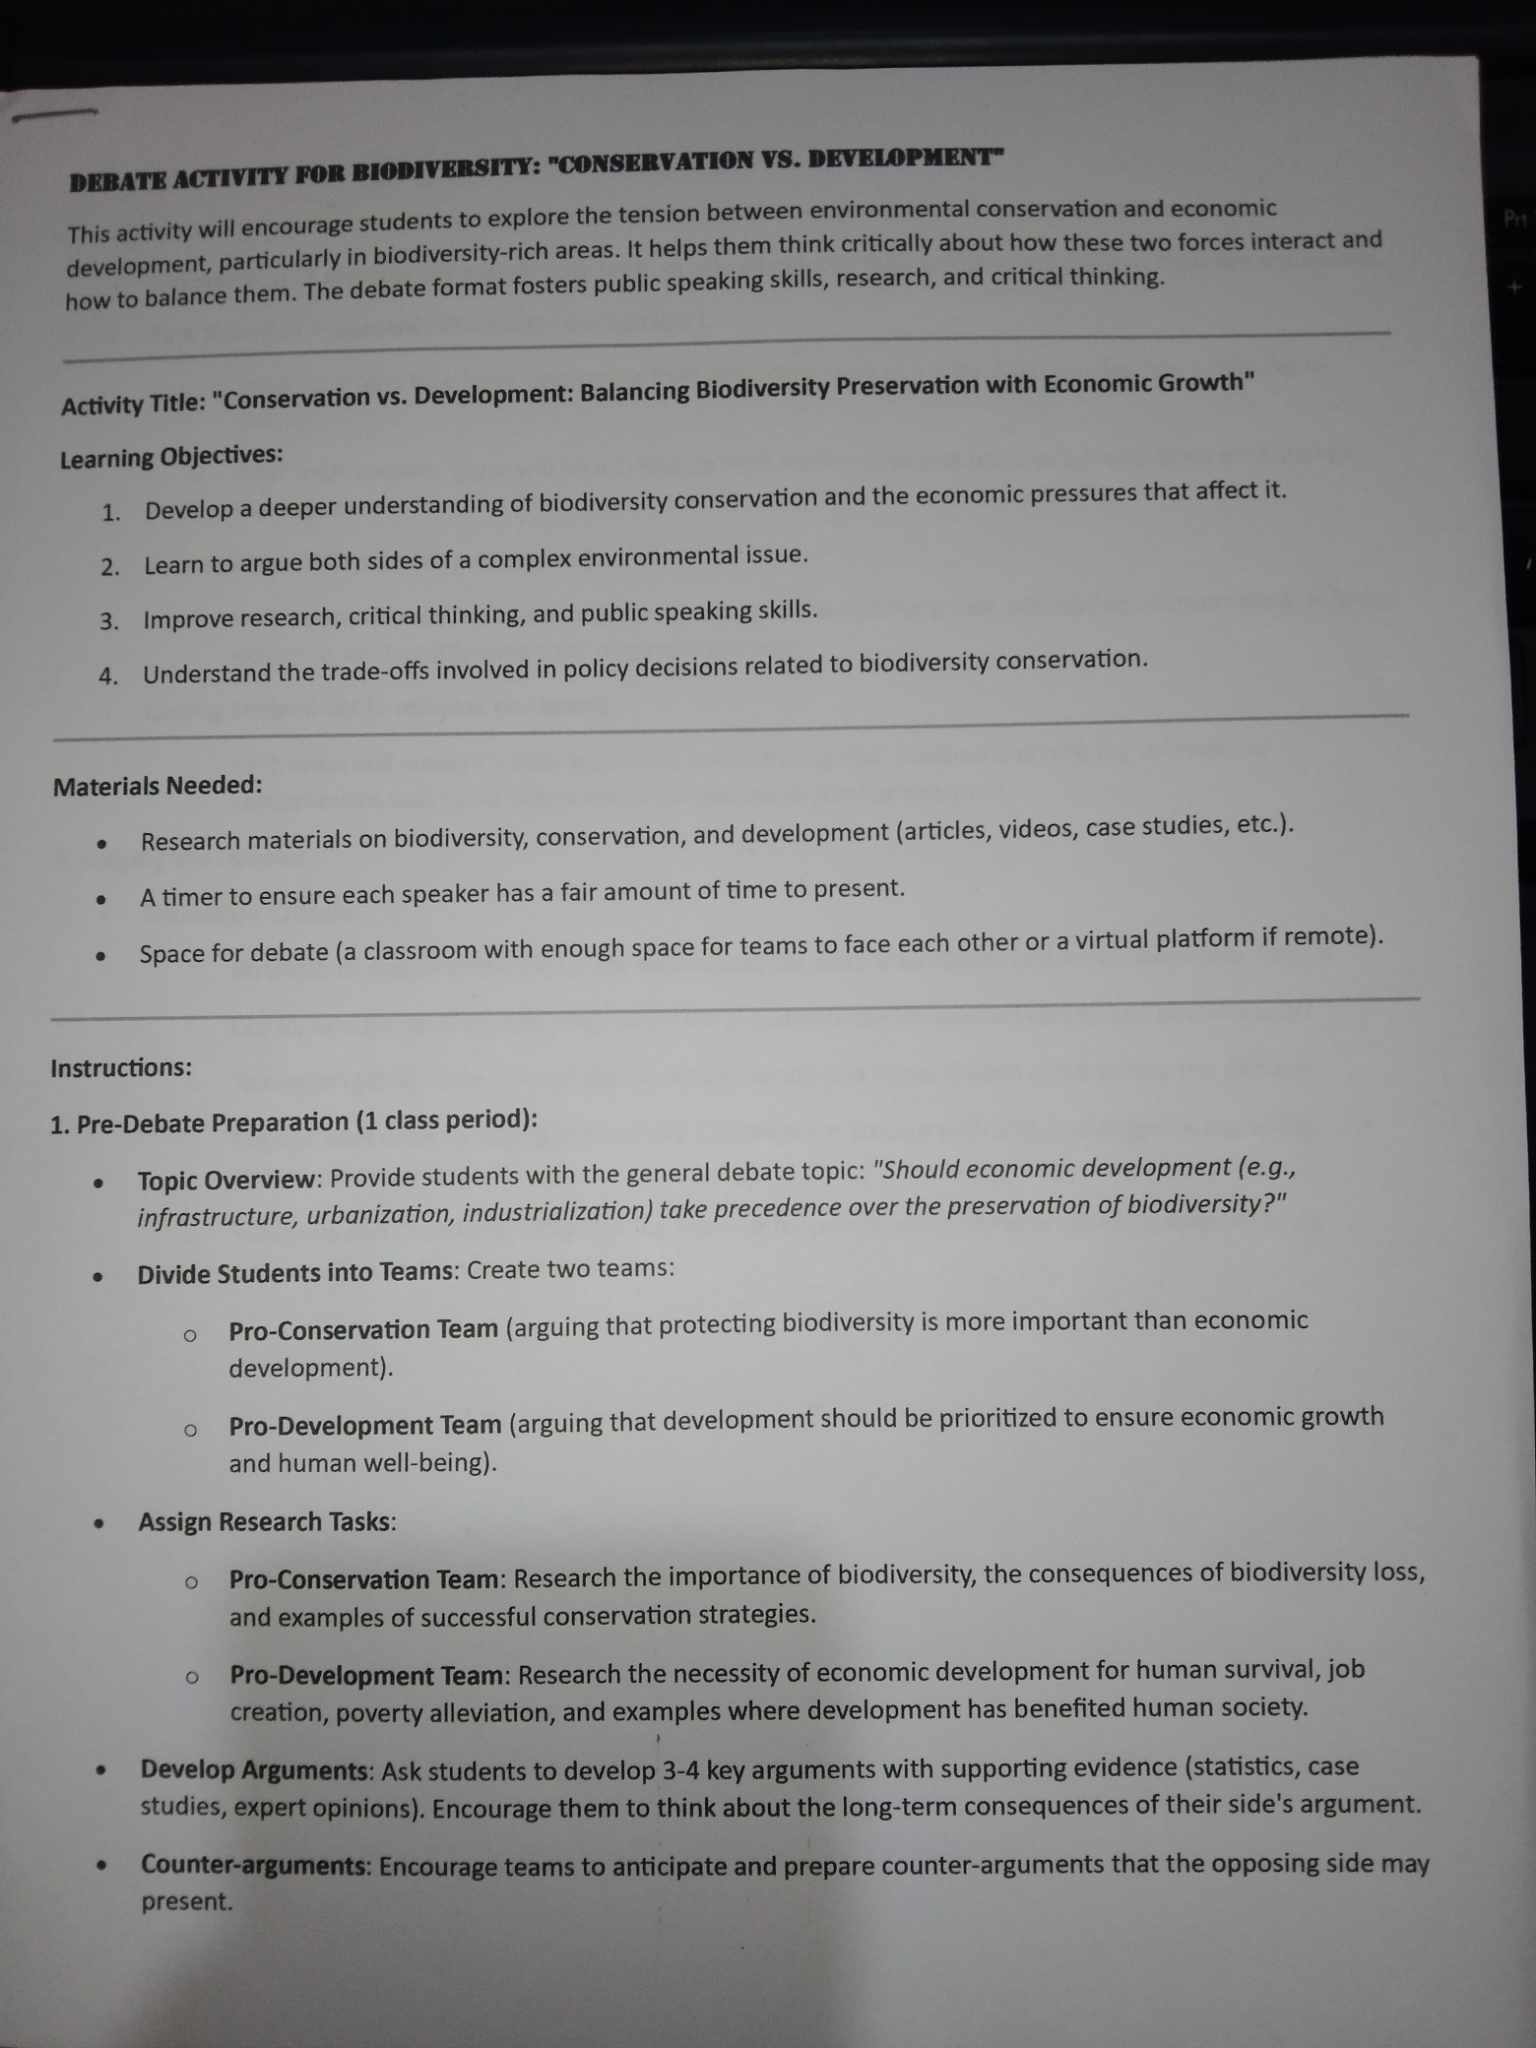 DEBATE ACTIVITY FOR BIODIVERSITY: "CONSERVATION VS. DEVELOPMENT"
This activity will encourage students to explore the tension between environmental conservation and economic
development, particularly in biodiversity-rich areas. It helps them think critically about how these two forces interact and
how to balance them. The debate format fosters public speaking skills, research, and critical thinking.
Activity Title: "Conservation vs. Development: Balancing Biodiversity Preservation with Economic Growth"
Learning Objectives:
1. Develop a deeper understanding of biodiversity conservation and the economic pressures that affect it.
2. Learn to argue both sides of a complex environmental issue.
3. Improve research, critical thinking, and public speaking skills.
4. Understand the trade-offs involved in policy decisions related to biodiversity conservation.
Materials Needed:
• Research materials on biodiversity, conservation, and development (articles, videos, case studies, etc.).
• A timer to ensure each speaker has a fair amount of time to present.
• Space for debate (a classroom with enough space for teams to face each other or a virtual platform if remote).
Instructions:
1. Pre-Debate Preparation (1 class period):
• Topic Overview: Provide students with the general debate topic: "Should economic development (e.g.,
infrastructure, urbanization, industrialization) take precedence over the preservation of biodiversity?"
• Divide Students into Teams: Create two teams:
o Pro-Conservation Team (arguing that protecting biodiversity is more important than economic
development).
o Pro-Development Team (arguing that development should be prioritized to ensure economic growth
and human well-being).
• Assign Research Tasks:
o Pro-Conservation Team: Research the importance of biodiversity, the consequences of biodiversity loss,
and examples of successful conservation strategies.
o Pro-Development Team: Research the necessity of economic development for human survival, job
creation, poverty alleviation, and examples where development has benefited human society.
• Develop Arguments: Ask students to develop 3-4 key arguments with supporting evidence (statistics, case
studies, expert opinions). Encourage them to think about the long-term consequences of their side's argument.
• Counter-arguments: Encourage teams to anticipate and prepare counter-arguments that the opposing side may
present.